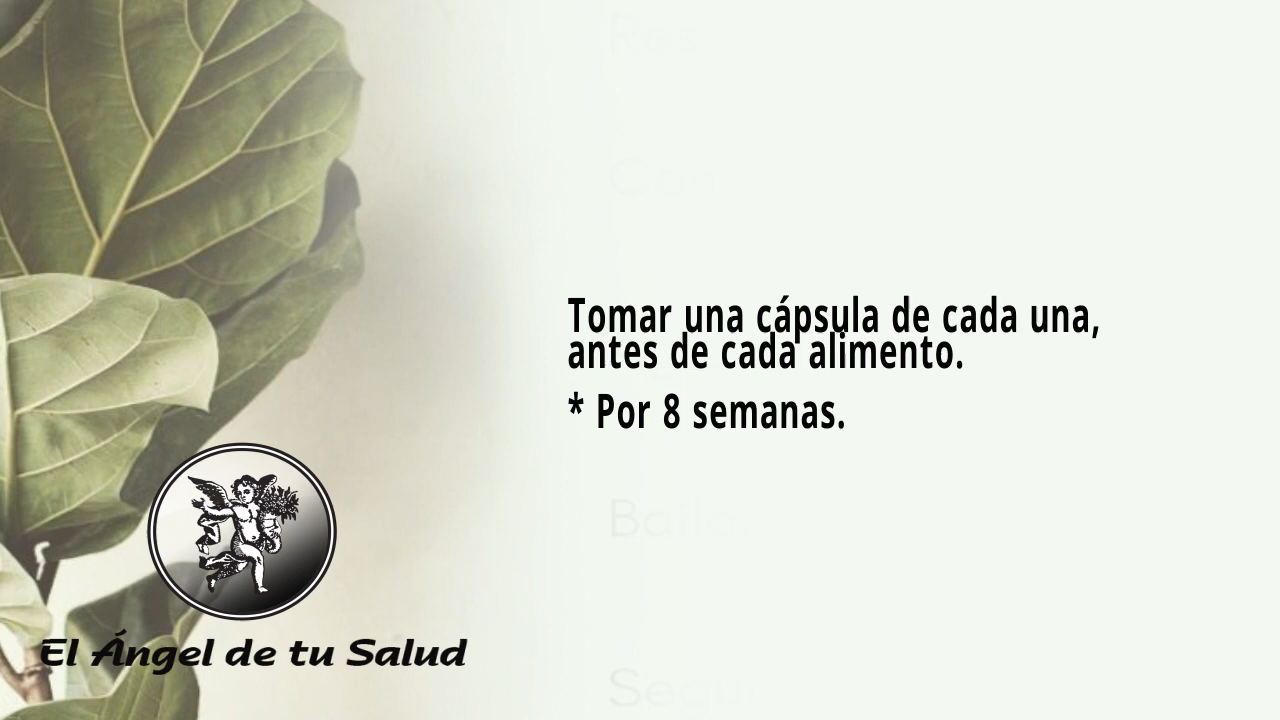 Tomar una cápsula de cada una,
antes de cada alimento.
* Por 8 semanas.
El Ángel de tu Salud